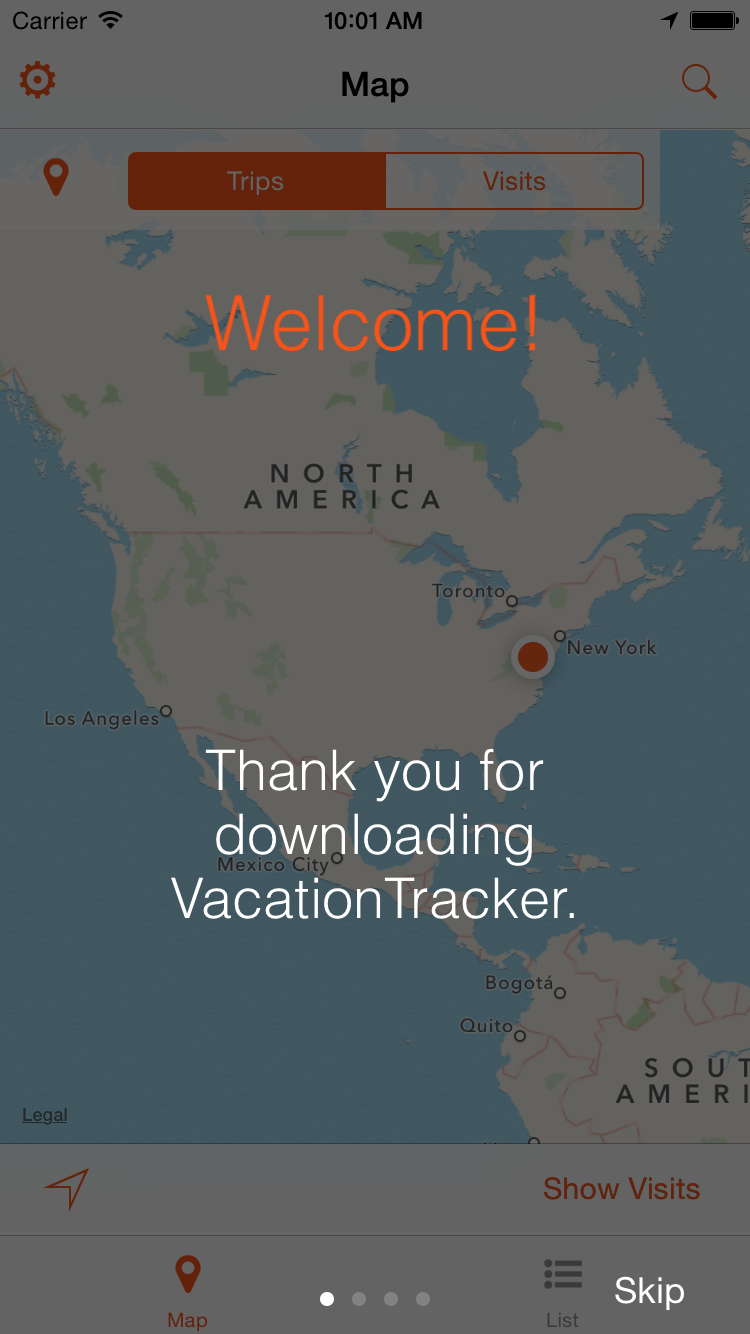 Carrier 10:01 AM
Map
Trips Visits
Welcome!
NORTH
AMERICA
Toronto
New York
Los Angeles
Thank you for
downloading
Mexico City
VacationTracker.
Bogotá
Quito
SOUT
AMERI
Legal
Show Visits
Skip
Map List